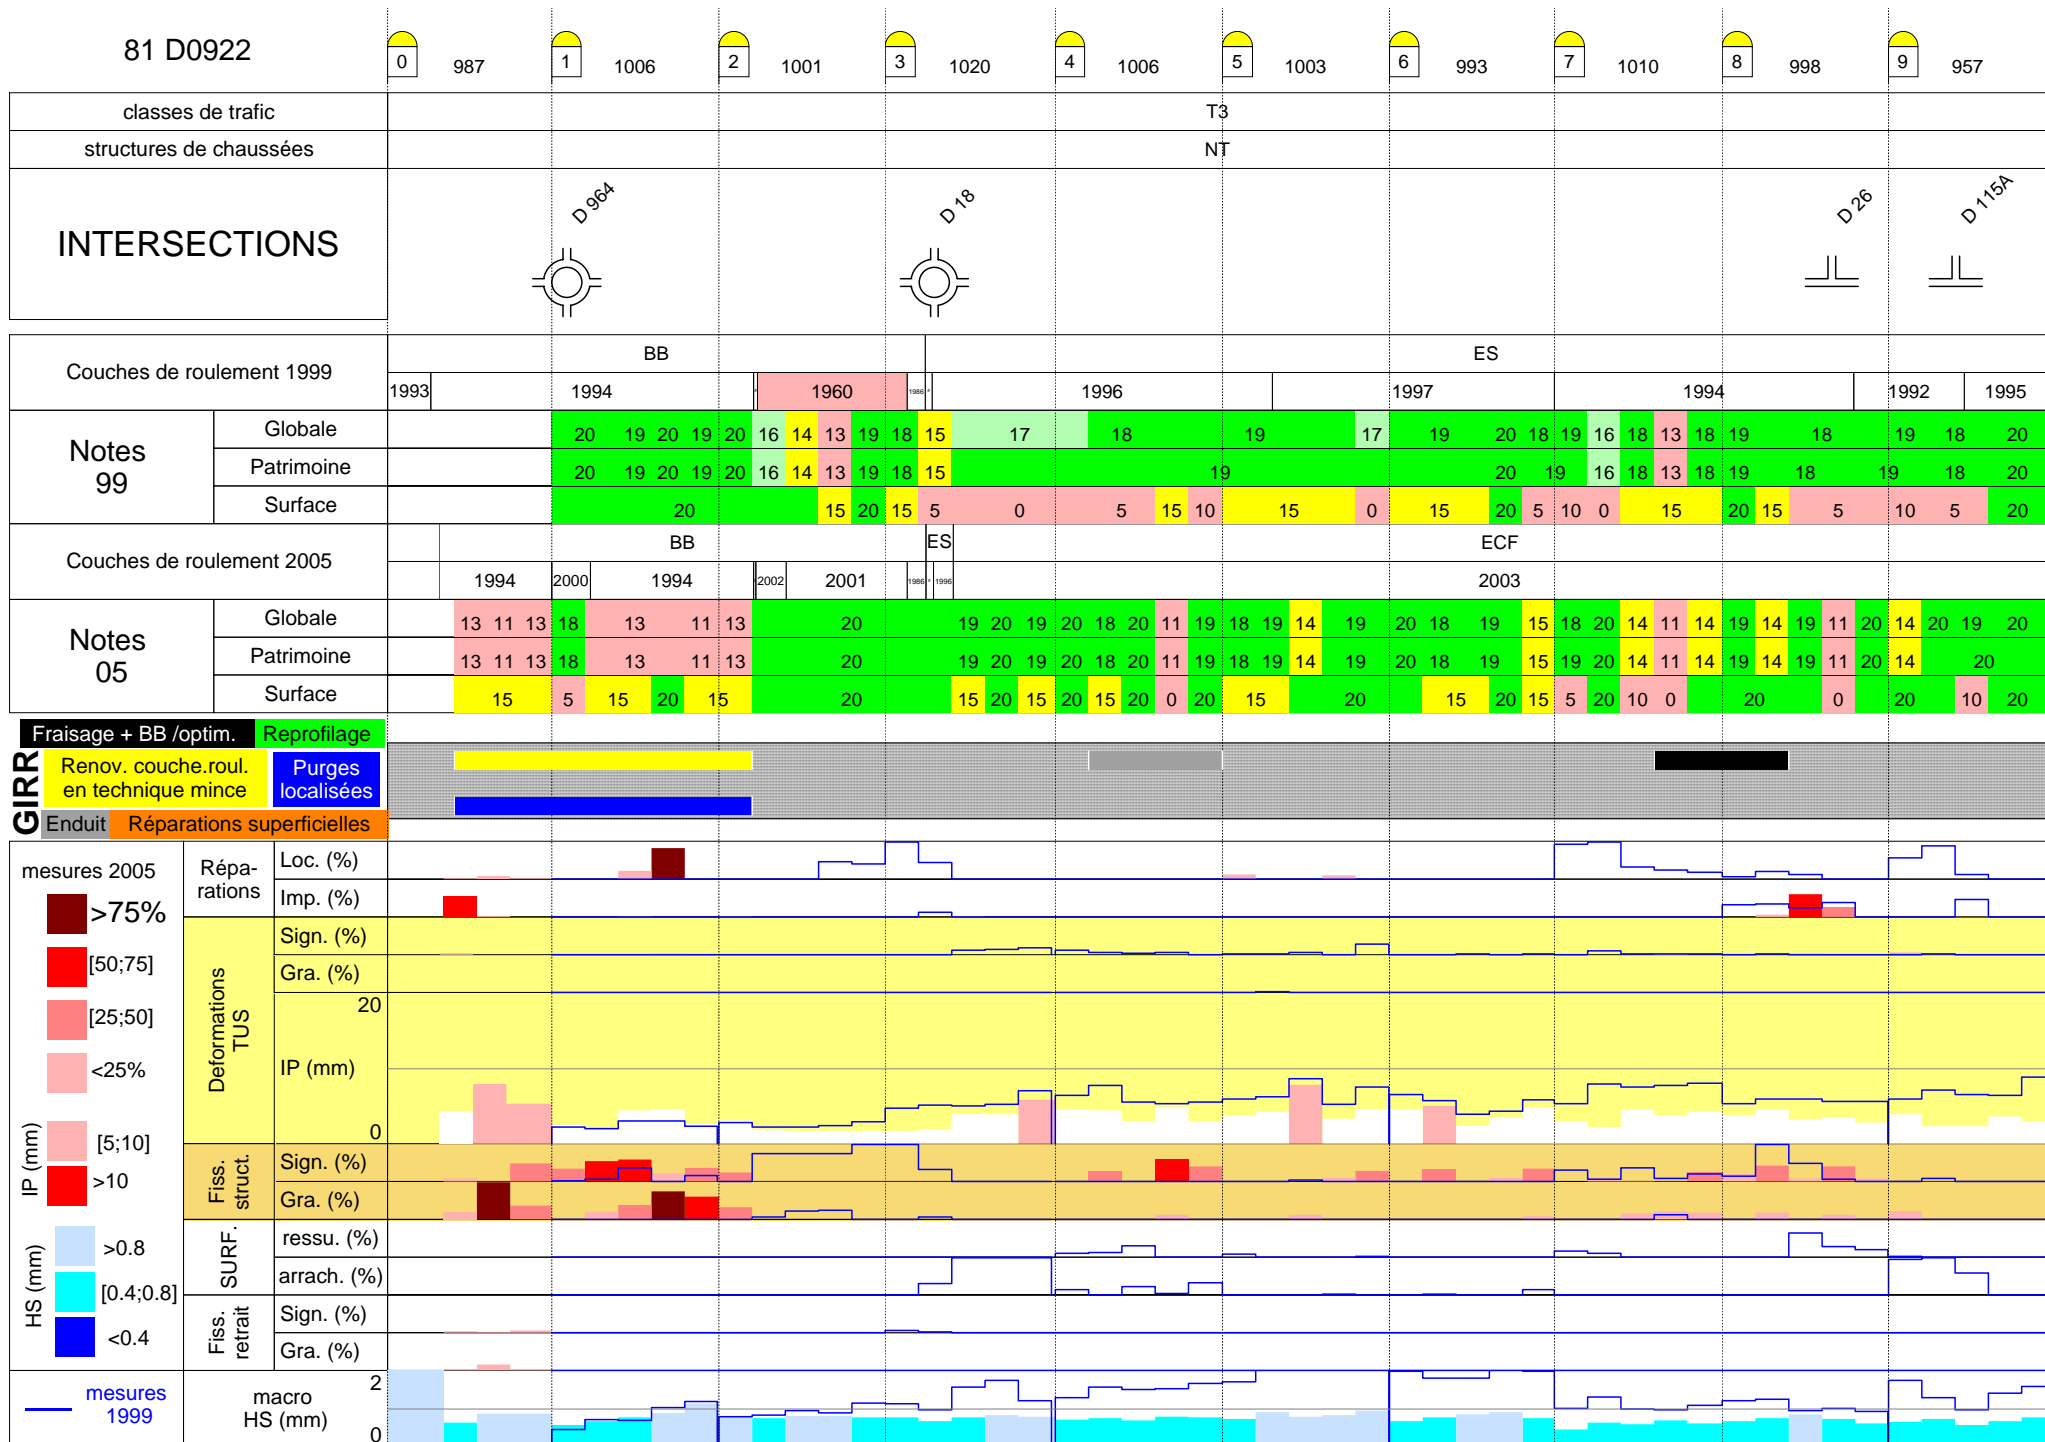 81 D0922
0 987 1 1006 2 1001 3 1020 4 1006 5 1003 6 993 7 1010 8 998 9 957
classes de trafic T3
structures de chaussées NT
INTERSECTIONS
D 964 D 18 D 26 D 115A
Couches de roulement 1999
BB ES
1993 1994 1960 1986 1996 1997 1994 1992 1995
Notes 99
Globale 20 19 20 19 20 16 14 13 19 18 15 17 18 19 17 19 20 18 19 16 18 13 18 19 18 19 18 20
Patrimoine 20 19 20 19 20 16 14 13 19 18 15 19 20 19 16 18 13 18 19 18 19 18 20
Surface 20 15 20 15 5 0 5 15 10 15 0 15 20 5 10 0 15 20 15 5 10 5 20
Couches de roulement 2005
BB ES ECF
1994 2000 1994 2002 2001 1986 1996 2003
Notes 05
Globale 13 11 13 18 13 11 13 20 19 20 19 20 18 20 11 19 18 19 14 19 20 18 19 15 18 20 14 11 14 19 14 19 11 20 14 20 19 20
Patrimoine 13 11 13 18 13 11 13 20 19 20 19 20 18 20 11 19 18 19 14 19 20 18 19 15 19 20 14 11 14 19 14 19 11 20 14 20
Surface 15 5 15 20 15 20 15 20 15 20 15 20 0 20 15 20 15 20 15 5 20 10 0 20 0 20 10 20
GIRR
Fraisage + BB /optim. Reprofilage
Renov. couche.roul.
en technique mince
Purges
localisées
Enduit Réparations superficielles
mesures 2005
>75%
[50;75]
[25;50]
<25%
IP (mm)
[5;10]
>10
HS (mm)
>0.8
[0.4;0.8]
<0.4
mesures
1999
Répa-
rations
Loc. (%)
Imp. (%)
Deformations
TUS
Sign. (%)
Gra. (%)
20
IP (mm)
0
Fiss.
struct.
Sign. (%)
Gra. (%)
SURF.
ressu. (%)
arrach. (%)
Fiss.
retrait
Sign. (%)
Gra. (%)
macro
HS (mm)
2
0